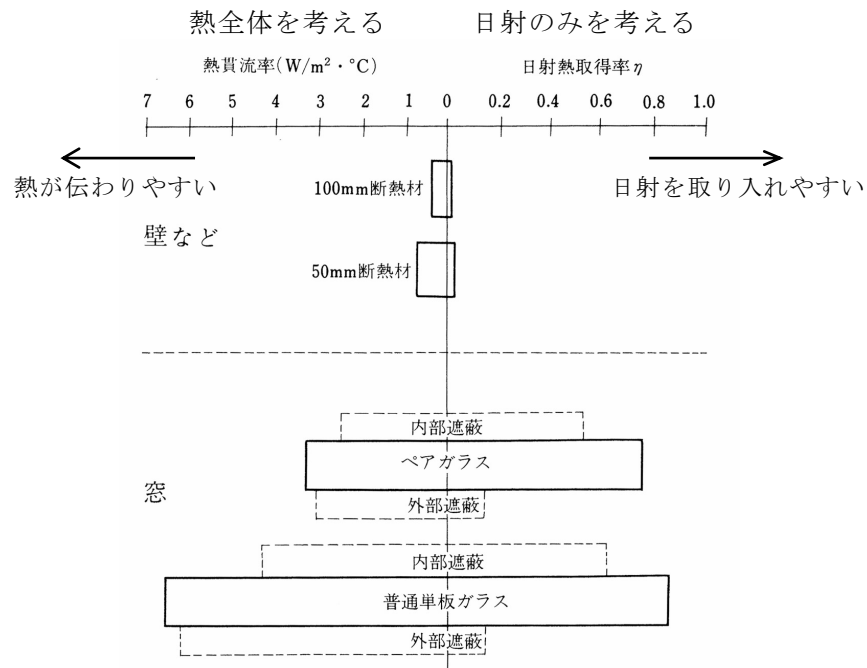 熱全体を考える 日射のみを考える
熱貫流率(W/m²・°C) 日射熱取得率η
7 6 5 4 3 2 1 0 0.2 0.4 0.6 0.8 1.0
熱が伝わりやすい 日射を取り入れやすい
100mm断熱材
壁など
50mm断熱材
内部遮蔽
ペアガラス
窓
外部遮蔽
内部遮蔽
普通単板ガラス
外部遮蔽